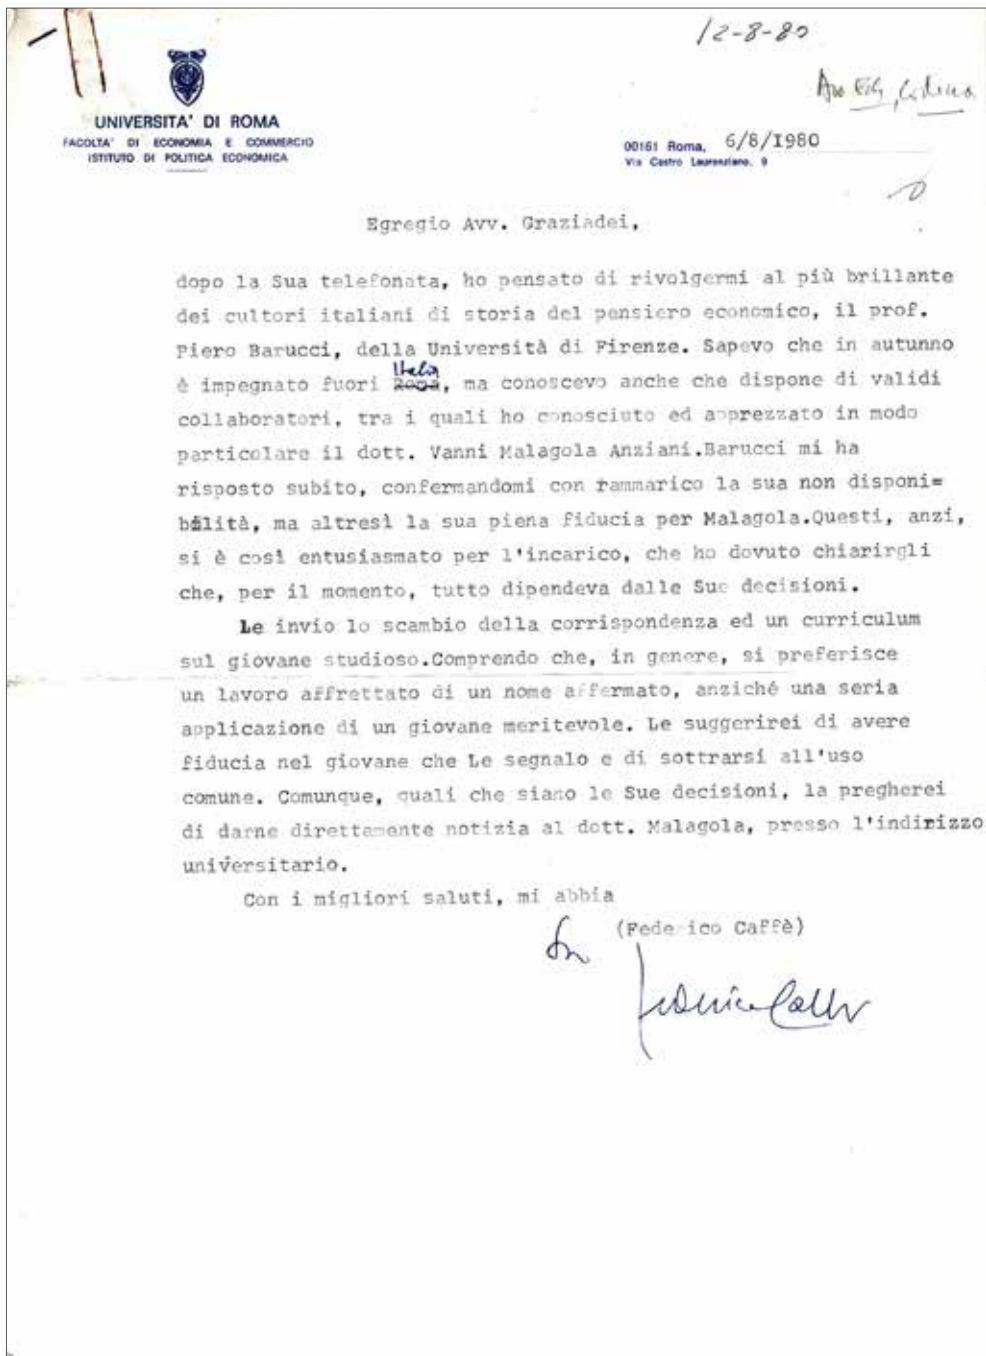 12-8-80
UNIVERSITA' DI ROMA
FACOLTA' DI ECONOMIA E COMMERCIO
ISTITUTO DI POLITICA ECONOMICA
00161 Roma, 6/8/1980
Via Castro Laurenziano, 9
Egregio Avv. Graziadei,
dopo la Sua telefonata, ho pensato di rivolgermi al più brillante
dei cultori italiani di storia del pensiero economico, il prof.
Piero Barucci, della Università di Firenze. Sapevo che in autunno
Italia
è impegnato fuori , ma conoscevo anche che dispone di validi
collaboratori, tra i quali ho conosciuto ed apprezzato in modo
particolare il dott. Vanni Malagola Anziani.Barucci mi ha
risposto subito, confermandomi con rammarico la sua non disponi=
bilità, ma altresì la sua piena fiducia per Malagola.Questi, anzi,
si è così entusiasmato per l'incarico, che ho dovuto chiarirgli
che, per il momento, tutto dipendeva dalle Sue decisioni.
Le invio lo scambio della corrispondenza ed un curriculum
sul giovane studioso.Comprendo che, in genere, si preferisce
un lavoro affrettato di un nome affermato, anziché una seria
applicazione di un giovane meritevole. Le suggerirei di avere
fiducia nel giovane che Le segnalo e di sottrarsi all'uso
comune. Comunque, quali che siano le Sue decisioni, la pregherei
di darne direttamente notizia al dott. Malagola, presso l'indirizzo
universitario.
Con i migliori saluti, mi abbia
(Federico Caffè)
Federico Caffè